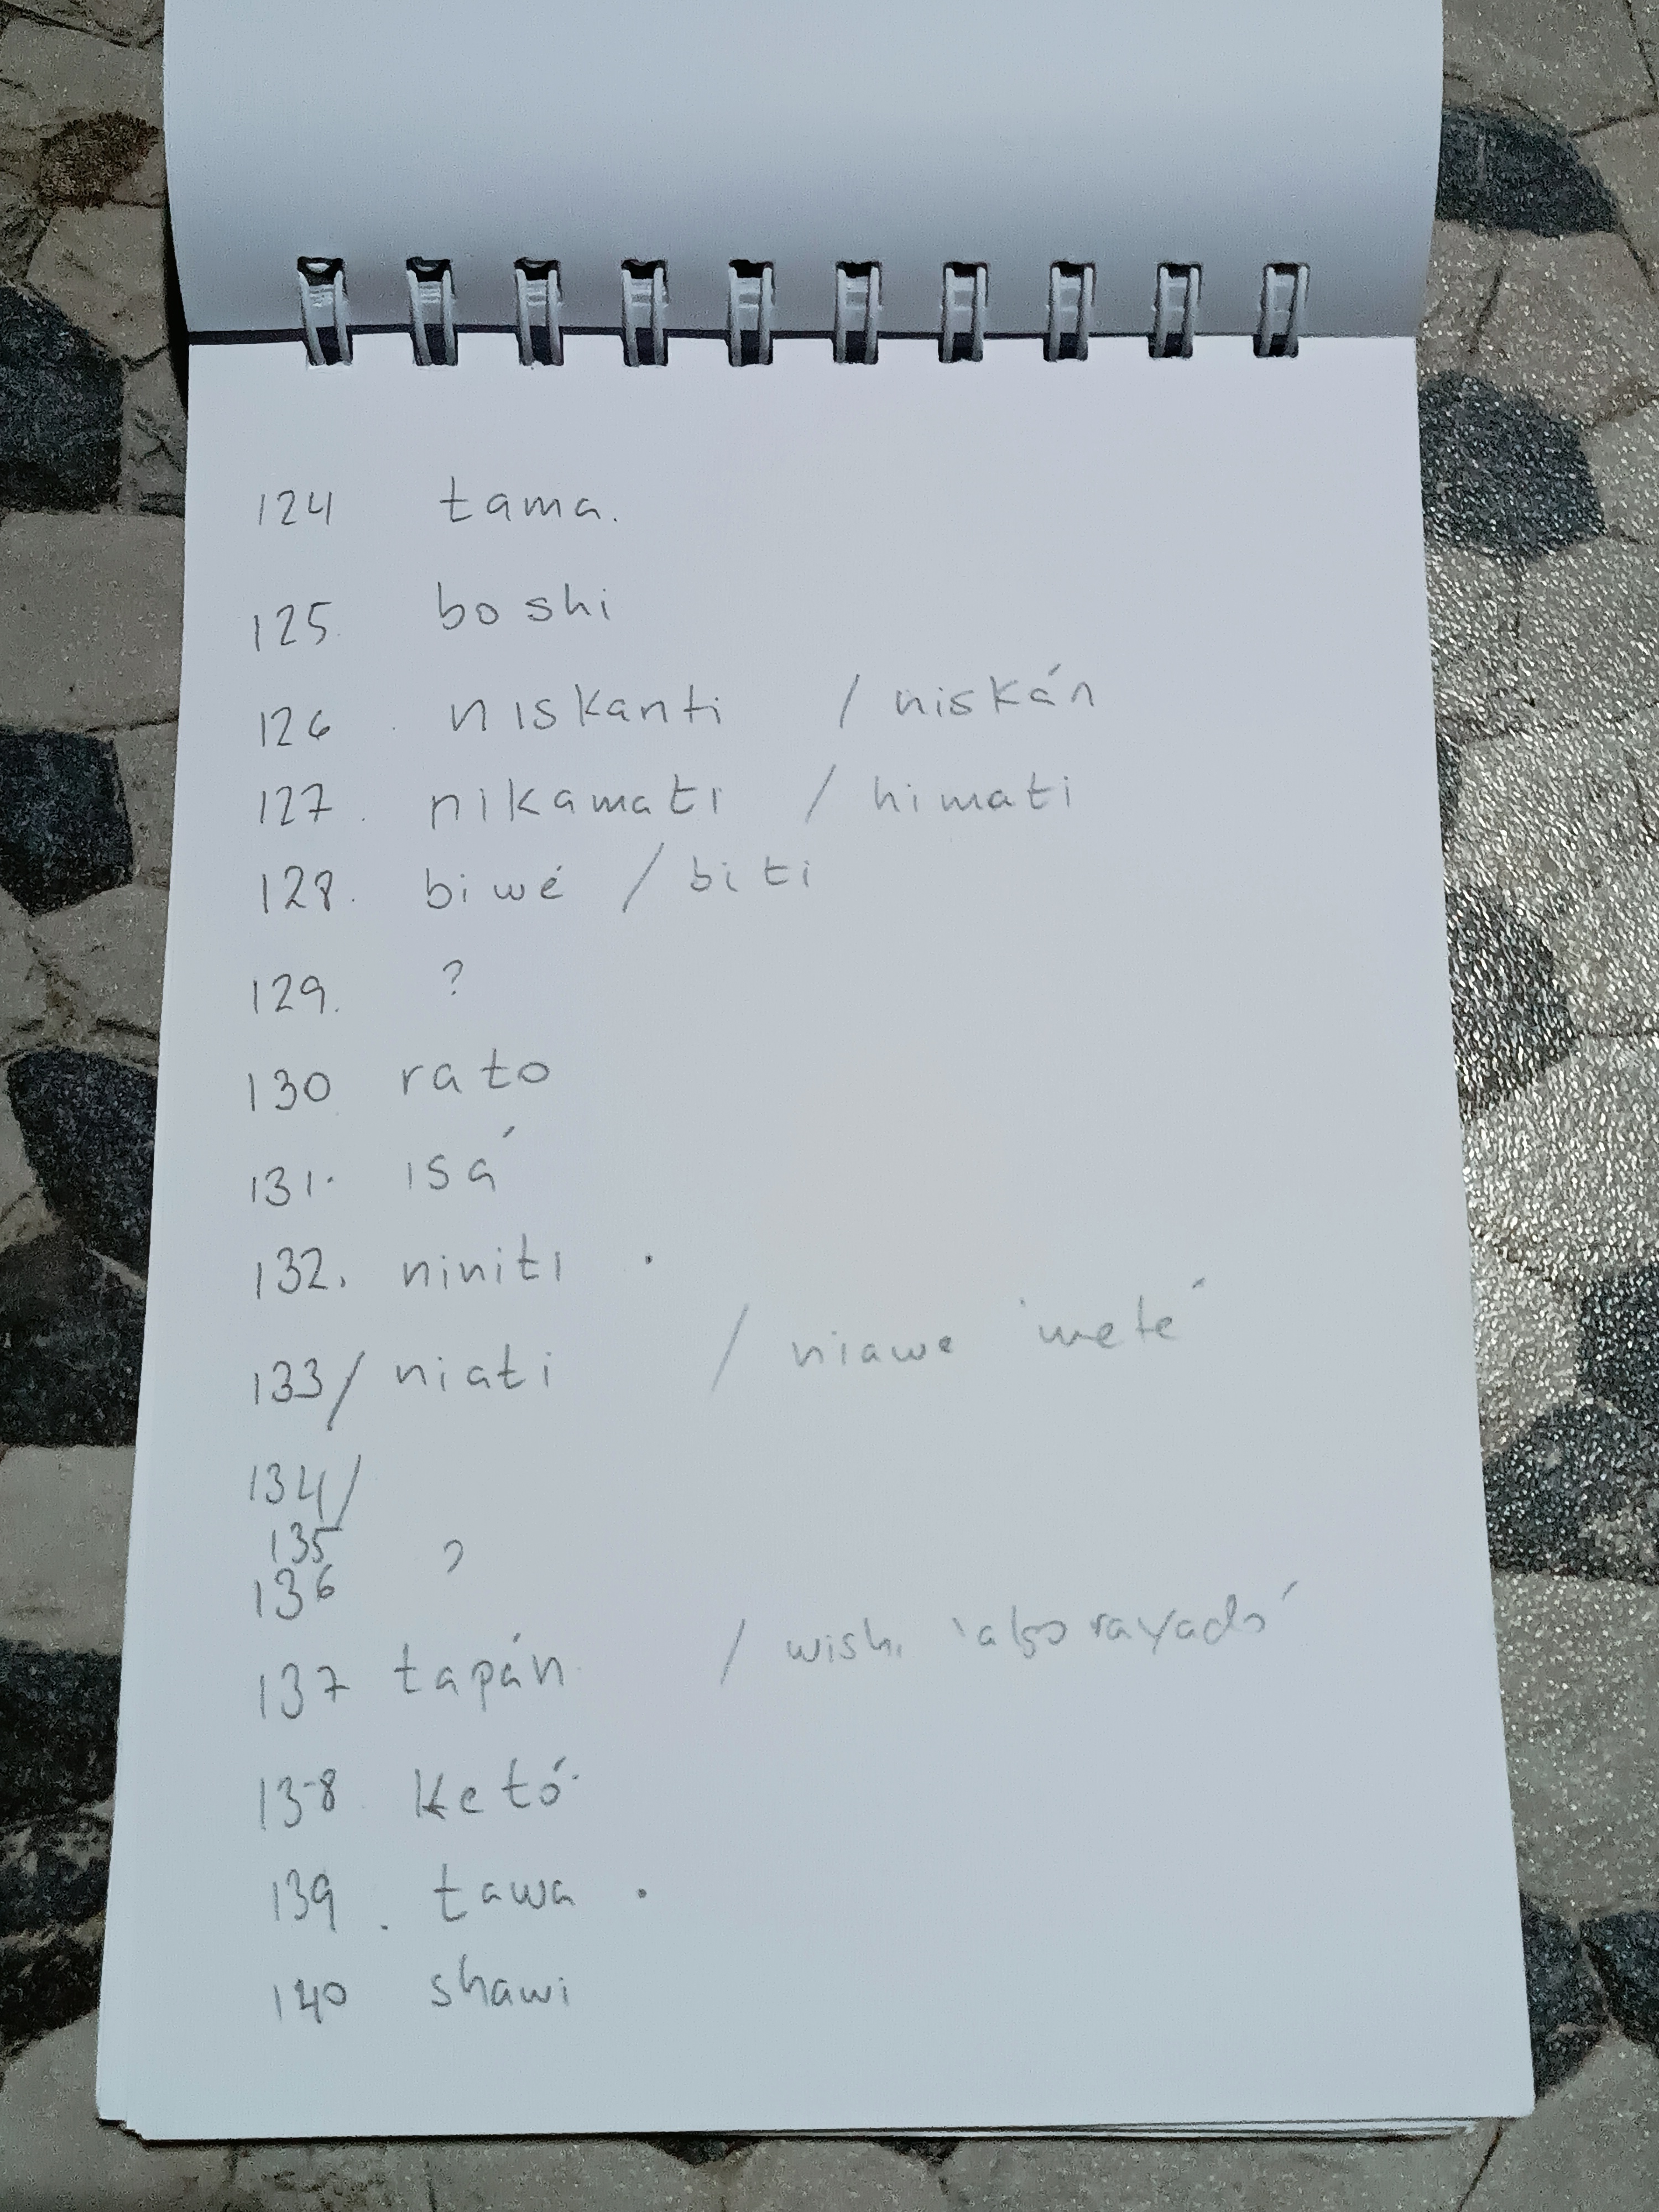 124 tama.
125. boshi
126. niskanti / niskán
127. nikamati / himati
128. biwé / biti
129. ?
130 rato
131. isá
132. niniti .
133/ niati / niawe 'meté'
134/
135 ?
136
137 tapán / wishi 'algo rayado'
138. ketó
139. tawa .
140 shawi